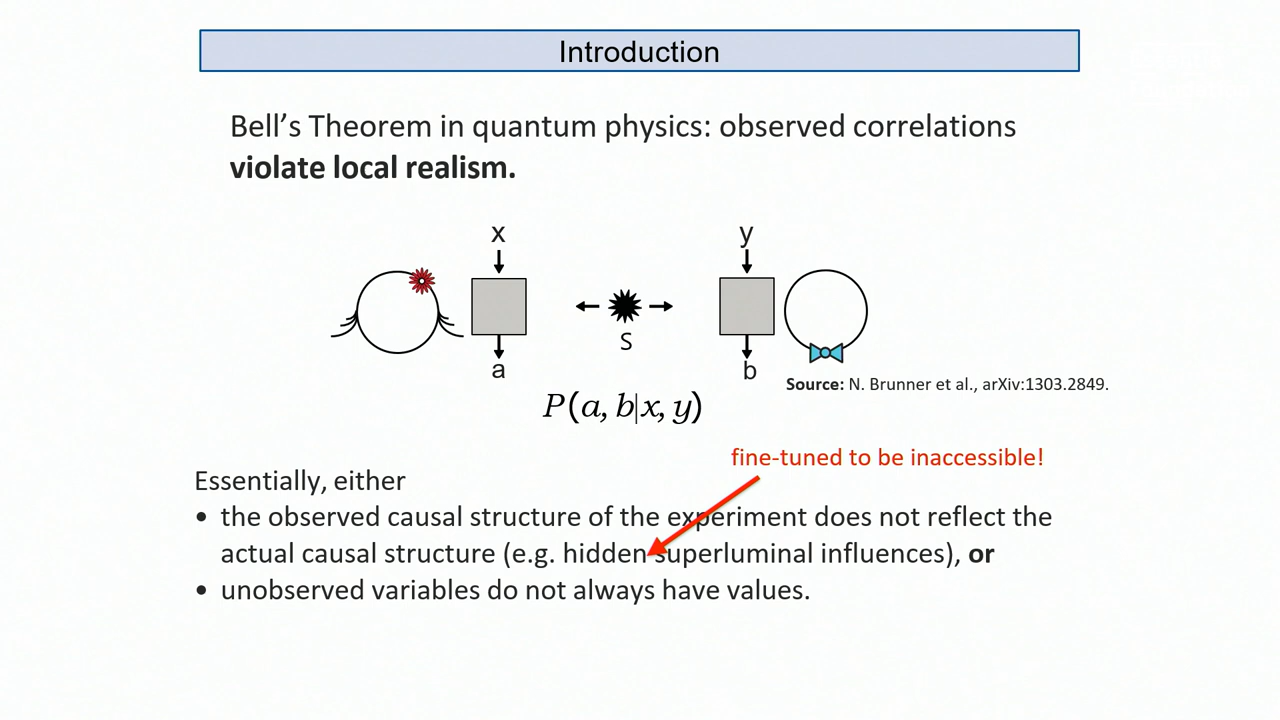 Introduction
Bell’s Theorem in quantum physics: observed correlations
violate local realism.
x
y
S
a
b
Source: N. Brunner et al., arXiv:1303.2849.
P(a, b|x, y)
fine-tuned to be inaccessible!
Essentially, either
• the observed causal structure of the experiment does not reflect the
actual causal structure (e.g. hidden superluminal influences), or
• unobserved variables do not always have values.